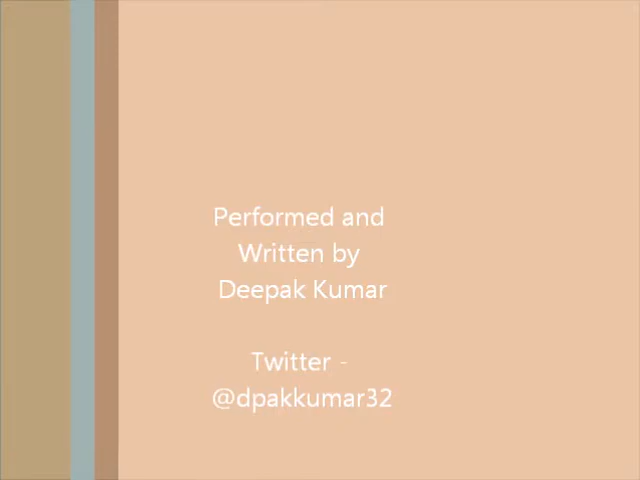 Performed and
Written by
Deepak Kumar
Twitter -
@dpakkumar32